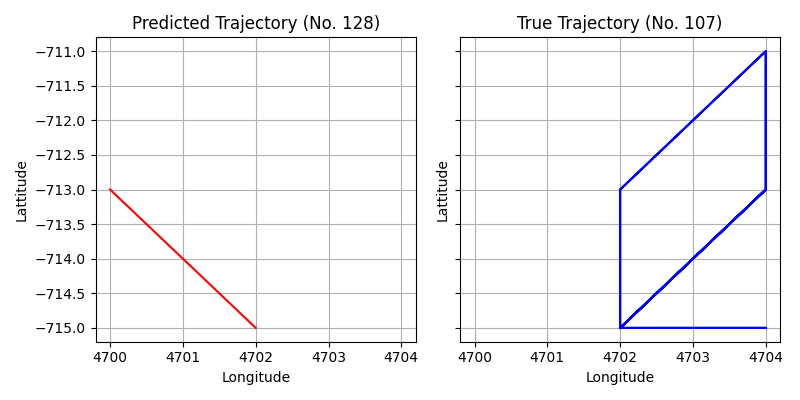 Predicted Trajectory (No. 128)
Lattitude
−711.0
−711.5
−712.0
−712.5
−713.0
−713.5
−714.0
−714.5
−715.0
4700 4701 4702 4703 4704
Longitude
True Trajectory (No. 107)
Lattitude
4700 4701 4702 4703 4704
Longitude